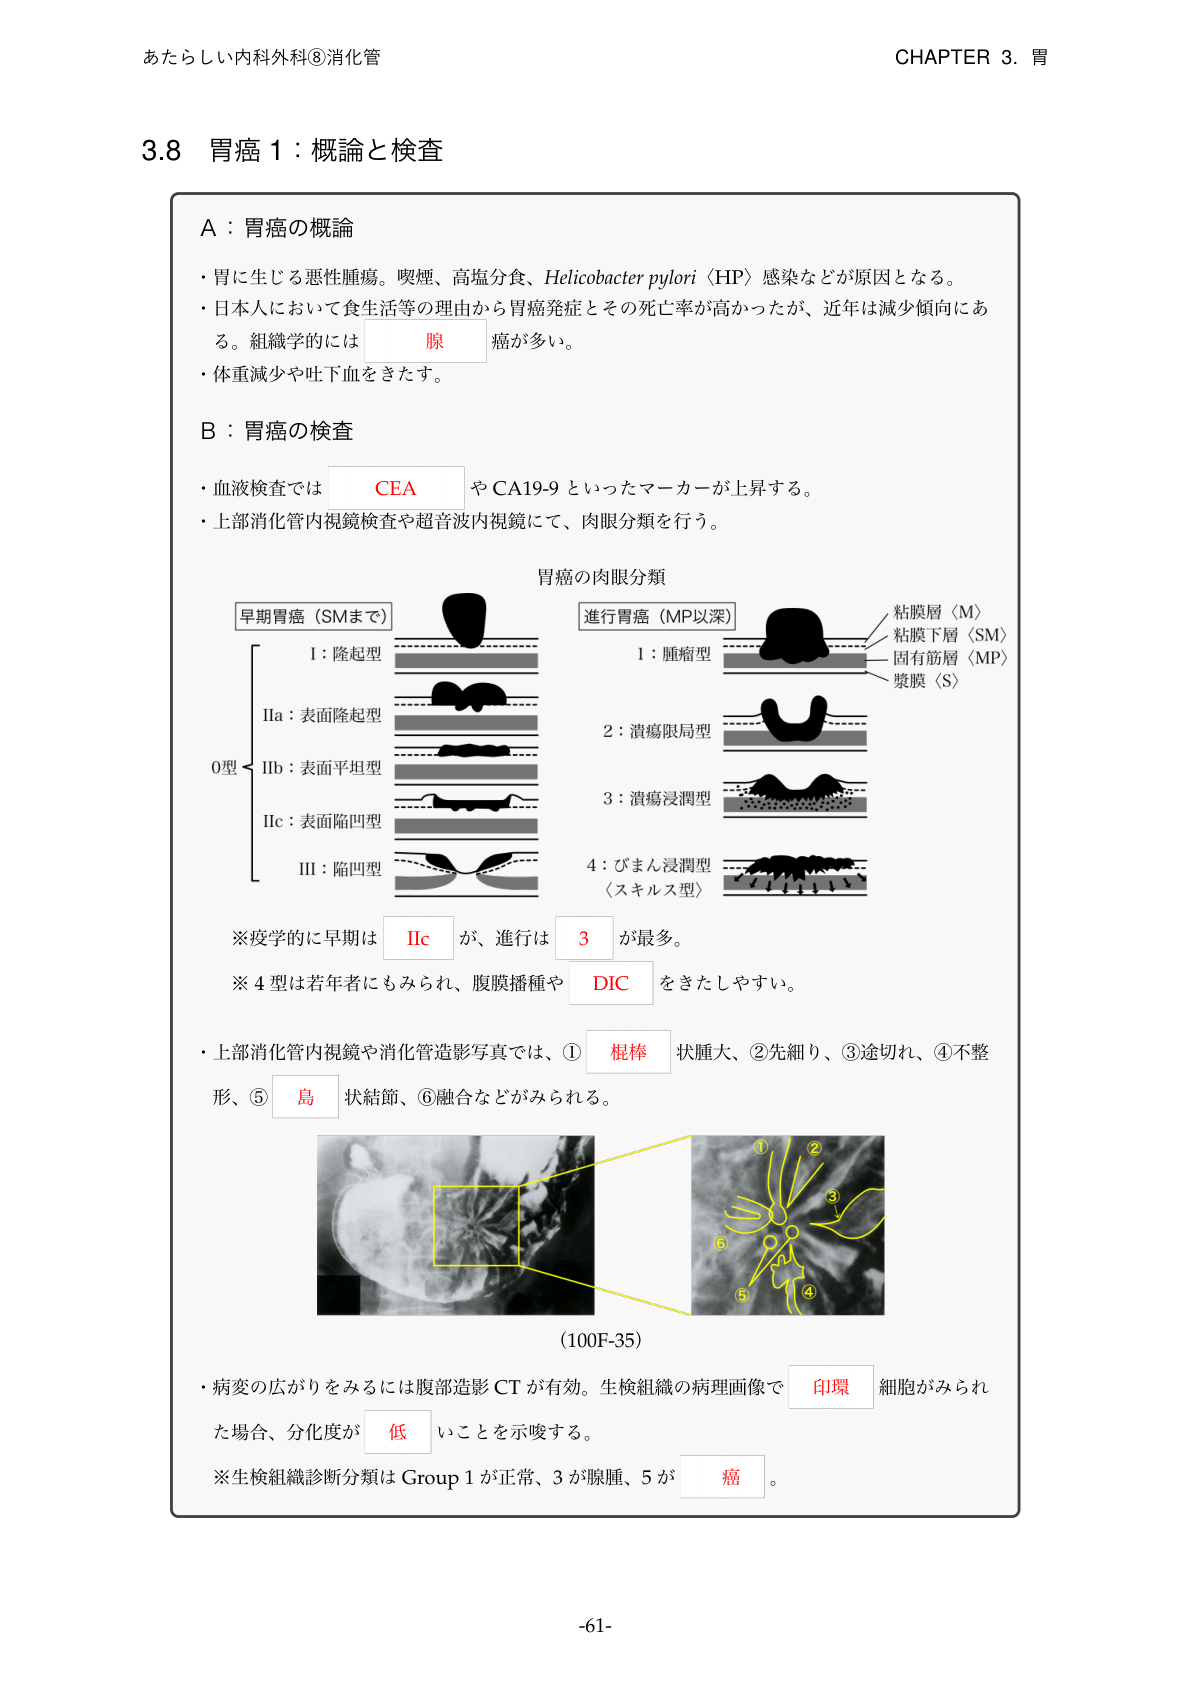 あたらしい内科外科⑧消化管
CHAPTER 3. 胃
3.8 胃癌 1：概論と検査
A：胃癌の概論
・胃に生じる悪性腫瘍。喫煙、高塩分食、Helicobacter pylori〈HP〉感染などが原因となる。
・日本人において食生活等の理由から胃癌発症とその死亡率が高かったが、近年は減少傾向にあ
る。組織学的には 腺 癌が多い。
・体重減少や吐下血をきたす。
B：胃癌の検査
・血液検査では CEA や CA19-9 といったマーカーが上昇する。
・上部消化管内視鏡検査や超音波内視鏡にて、肉眼分類を行う。
胃癌の肉眼分類
早期胃癌（SMまで）
0型
I：隆起型
IIa：表面隆起型
IIb：表面平坦型
IIc：表面陥凹型
III：陥凹型
進行胃癌（MP以深）
1：腫瘤型
2：潰瘍限局型
3：潰瘍浸潤型
4：びまん浸潤型
〈スキルス型〉
粘膜層〈M〉
粘膜下層〈SM〉
固有筋層〈MP〉
漿膜〈S〉
※疫学的に早期は IIc が、進行は 3 が最多。
※ 4 型は若年者にもみられ、腹膜播種や DIC をきたしやすい。
・上部消化管内視鏡や消化管造影写真では、① 棍棒 状腫大、②先細り、③途切れ、④不整
形、⑤ 島 状結節、⑥融合などがみられる。
①
②
③
⑥
⑤
④
（100F-35）
・病変の広がりをみるには腹部造影 CT が有効。生検組織の病理画像で 印環 細胞がみられ
た場合、分化度が 低 いことを示唆する。
※生検組織診断分類は Group 1 が正常、3 が腺腫、5 が 癌 。
-61-